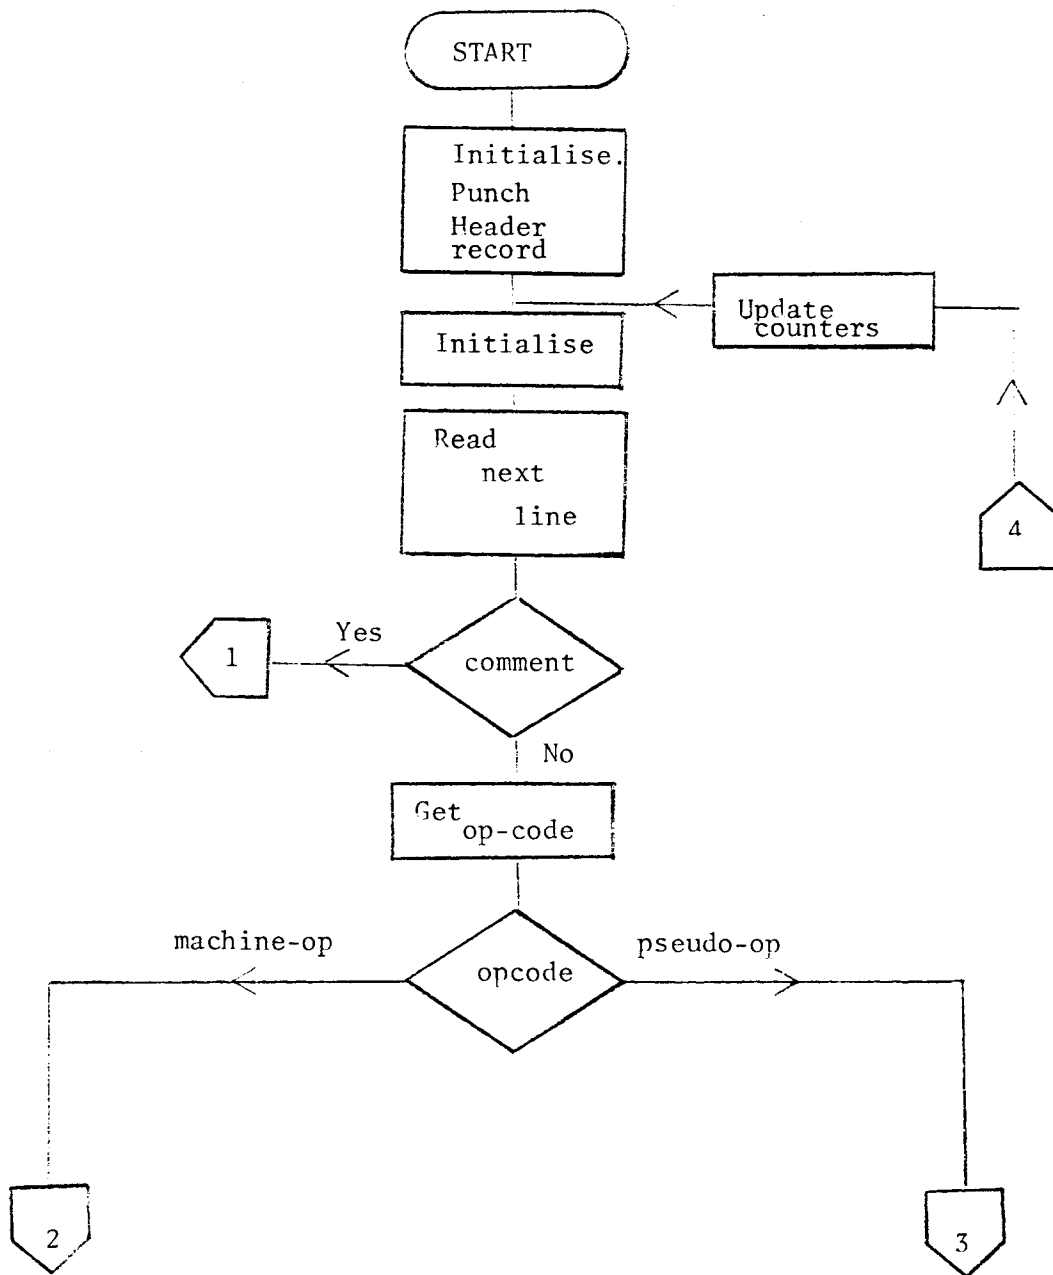 START
Initialise.
Punch
Header
record
Update
counters
Initialise
Read
next
line
4
Yes
1
comment
No
Get
op-code
machine-op
opcode
pseudo-op
2
3